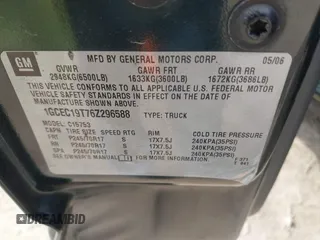 GM
MFD BY GENERAL MOTORS CORP.
05/06
GVWR GAWR FRT GAWR RR
2948KG(6500LB) 1633KG(3600LB) 1672KG(3686LB)
THIS VEHICLE CONFORMS TO ALL APPLICABLE U.S. FEDERAL MOTOR
VEHICLE SAFETY STANDARDS IN EFFECT ON THE DATE OF
MANUFACTURE SHOWN ABOVE.
1GCEC19T76Z296588
TYPE: TRUCK
MODEL: C15753
TIRE SIZE SPEED RTG RIM COLD TIRE PRESSURE
FRT P245/70R17 S 17X7.5J 240KPA(35PSI)
RR P245/70R17 S 17X7.5J 240KPA(35PSI)
SPA P245/70R17 S 17X7.5J 240KPA(35PSI)
SEE OWNER'S MANUAL